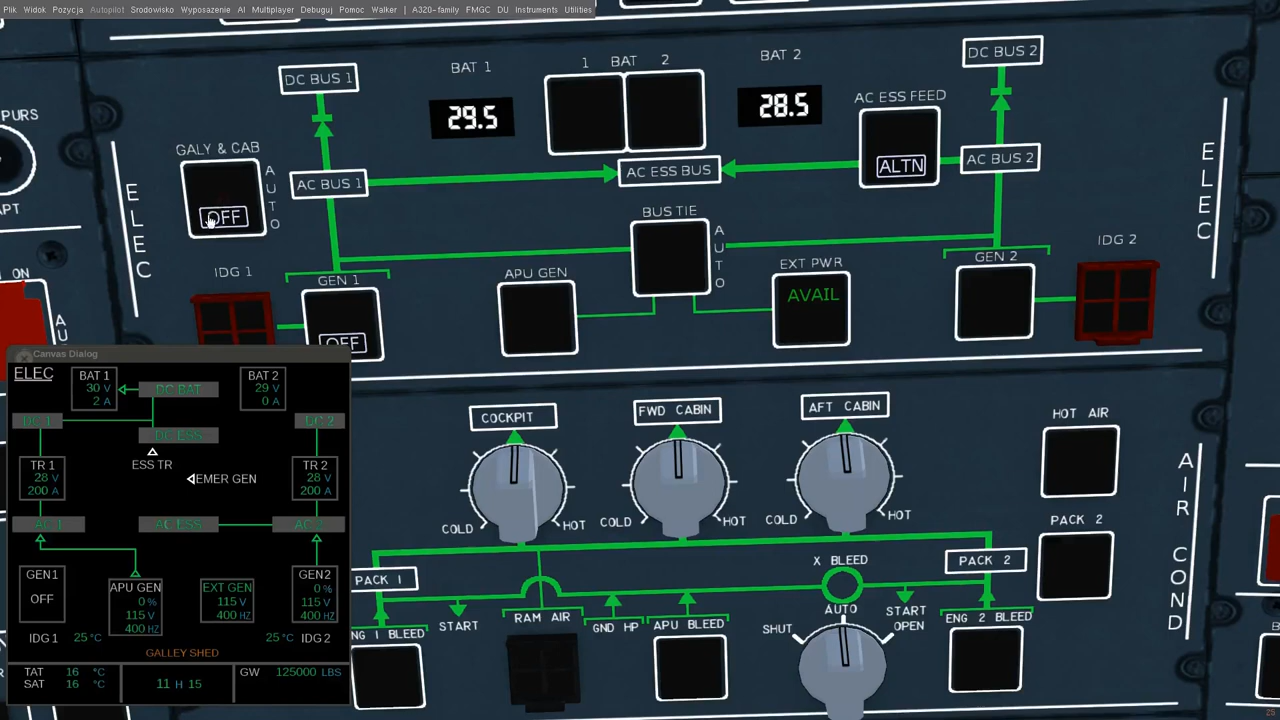 Plik Widok Pozycja Autopilot Środowisko Wyposażenie AI Multiplayer Debuguj Pomoc Walker | A320-family FMGC DU Instruments Utilities
DC BUS 1
BAT 1
1 BAT 2
BAT 2
DC BUS 2
29.5
28.5
AC ESS FEED
ALTN
PURS
GALY & CAB
AUTO
OFF
ELEC
AC BUS 1
AC ESS BUS
AC BUS 2
ELEC
BUS TIE
AUTO
IDG 1
GEN 1
OFF
APU GEN
EXT PWR
AVAIL
GEN 2
IDG 2
ON
Canvas Dialog
ELEC
BAT 1
30 V
2 A
DC BAT
BAT 2
29 V
0 A
DC 1
DC ESS
DC 2
ESS TR
TR 1
28 V
200 A
EMER GEN
TR 2
28 V
200 A
AC 1
AC ESS
GEN1
OFF
APU GEN
0 %
115 V
400 HZ
EXT GEN
115 V
400 HZ
GEN2
0 %
115 V
400 HZ
IDG 1 25 °C
25 °C IDG 2
GALLEY SHED
TAT 16 °C
SAT 16 °C
11 H 15
GW 125000 LBS
COCKPIT
FWD CABIN
AFT CABIN
HOT AIR
COLD HOT
COLD HOT
COLD HOT
PACK 2
AIR COND
PACK 1
X BLEED
PACK 2
START
RAM AIR
GND HP
APU BLEED
AUTO
SHUT
OPEN
START
ENG 2 BLEED
NG 1 BLEED